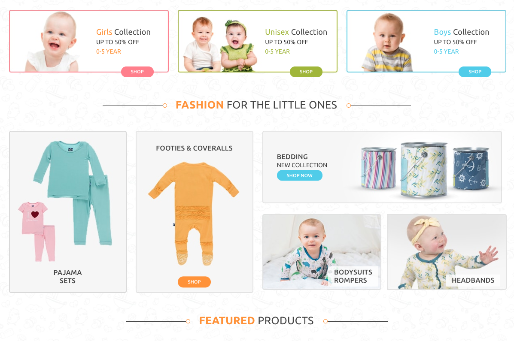 Girls Collection
UP TO 50% OFF
0-5 YEAR
SHOP
Unisex Collection
UP TO 50% OFF
0-5 YEAR
SHOP
Boys Collection
UP TO 50% OFF
0-5 YEAR
SHOP
FASHION FOR THE LITTLE ONES
PAJAMA
SETS
FOOTIES & COVERALLS
SHOP
BEDDING
NEW COLLECTION
SHOP NOW
BODYSUITS
ROMPERS
HEADBANDS
FEATURED PRODUCTS